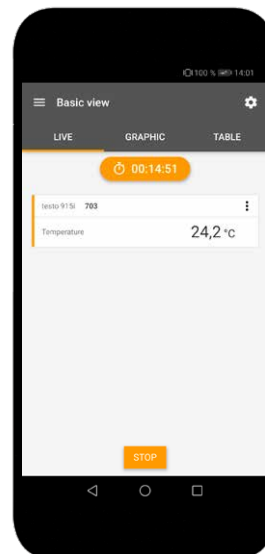 100 % 14:01
Basic view
LIVE GRAPHIC TABLE
00:14:51
testo 915i 703
Temperature 24,2 °C
STOP